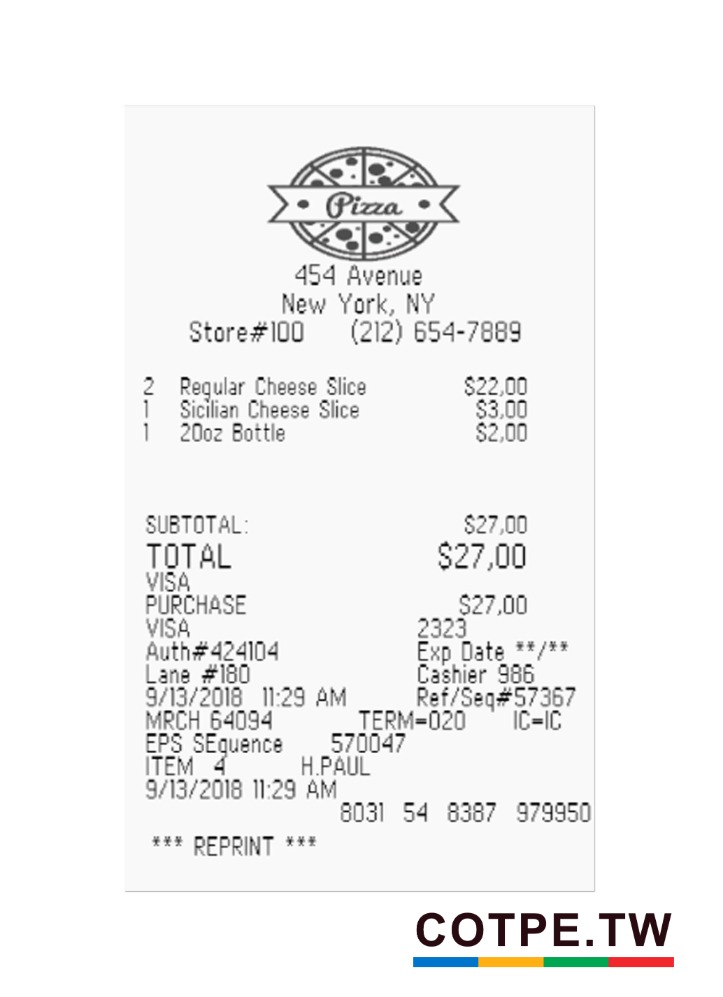 Pizza
454 Avenue
New York, NY
Store#100 (212) 654-7889
2 Regular Cheese Slice $22,00
1 Sicilian Cheese Slice $3,00
1 20oz Bottle $2,00
SUBTOTAL: $27,00
TOTAL $27,00
VISA
PURCHASE $27,00
VISA 2323
Auth#424104 Exp Date **/**
Lane #180 Cashier 986
9/13/2018 11:29 AM Ref/Seq#57367
MRCH 64094 TERM=020 IC=IC
EPS SEquence 570047
ITEM 4 H.PAUL
9/13/2018 11:29 AM
8031 54 8387 979950
*** REPRINT ***
COTPE.TW